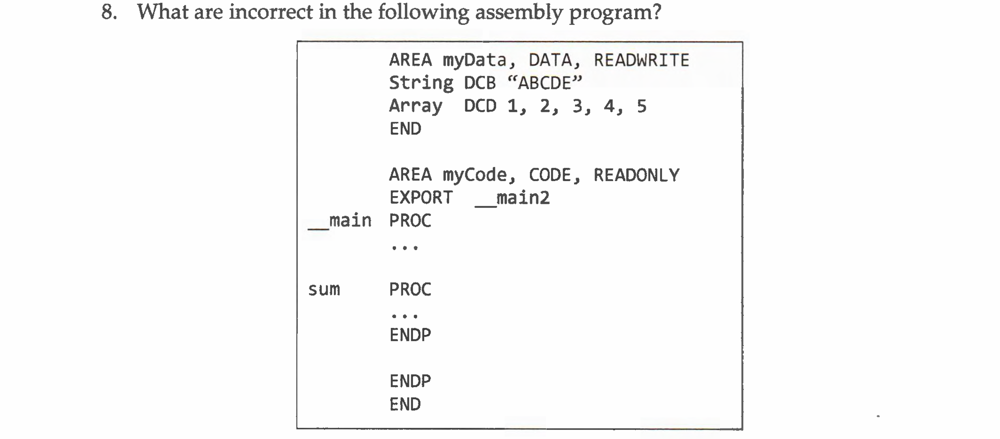 8. What are incorrect in the following assembly program?
AREA myData, DATA, READWRITE
String DCB “ABCDE”
Array DCD 1, 2, 3, 4, 5
END
AREA myCode, CODE, READONLY
EXPORT __main2
__main PROC
...
sum PROC
...
ENDP
ENDP
END